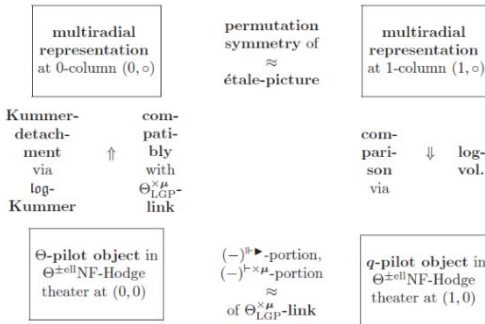 multiradial
representation
at 0-column (0, ∘)
permutation
symmetry of
≈
étale-picture
multiradial
representation
at 1-column (1, ∘)
Kummer-
detach-
ment
via
log-
Kummer
⇑
com-
pati-
bly
with
Θ^{×μ}_{LGP}-
link
com-
pari-
son
via
⇓
log-
vol.
Θ-pilot object in
Θ^{±ell}NF-Hodge
theater at (0, 0)
(−)^{⊩▶}-portion,
(−)^{⊢×μ}-portion
≈
of Θ^{×μ}_{LGP}-link
q-pilot object in
Θ^{±ell}NF-Hodge
theater at (1, 0)